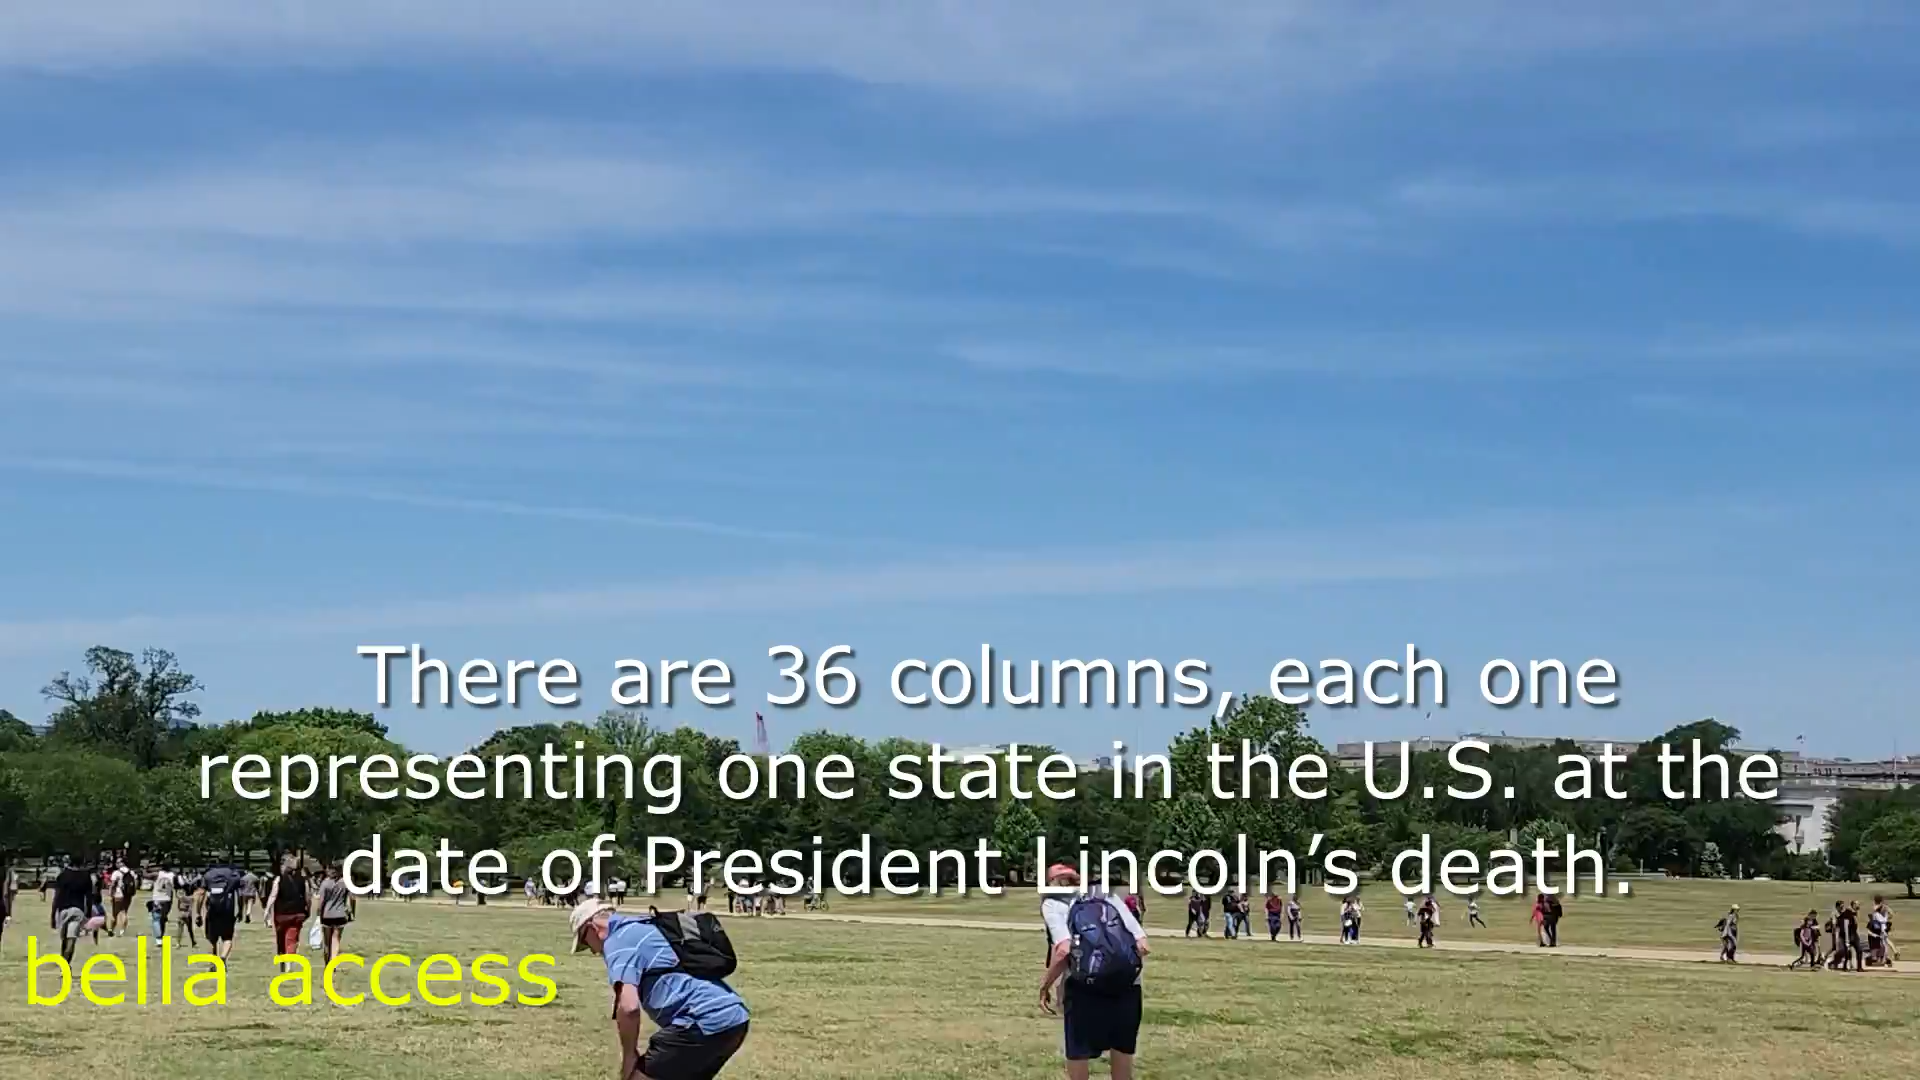 There are 36 columns, each one
representing one state in the U.S. at the
date of President Lincoln’s death.
bella access